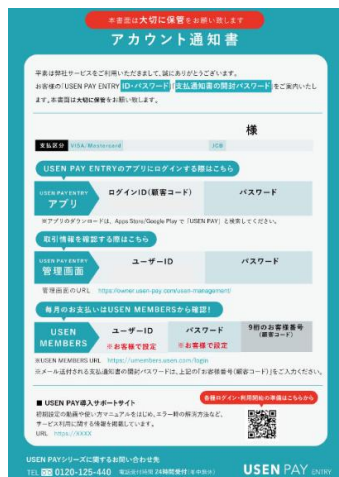 本書面は大切に保管をお願い致します
アカウント通知書
平素は弊社サービスをご利用いただきまして、誠にありがとうございます。
お客様の「USEN PAY ENTRY ID・パスワード」「支払通知書の開封パスワード」をご案内いたし
ます。本書面は大切に保管をお願い致します。
様
支払区分 VISA/Mastercard JCB
USEN PAY ENTRYのアプリにログインする際はこちら
USEN PAY ENTRY アプリ
ログインID(顧客コード) パスワード
※アプリのダウンロードは、Apps Store/Google Play で「USEN PAY」と検索してください。
取引情報を確認する際はこちら
USEN PAY ENTRY 管理画面
ユーザーID パスワード
管理画面のURL https://owner.usen-pay.com/usen-management/
毎月のお支払いはUSEN MEMBERSから確認!
USEN MEMBERS
ユーザーID パスワード 9桁のお客様番号
(顧客コード)
※お客様で設定 ※お客様で設定
※USEN MEMBERS URL https://umembers.usen.com/login
※メール送付される支払通知書の開封パスワードは、上記の「お客様番号(顧客コード)」をご入力ください。
各種ログイン・利用開始の準備はこちらから
■ USEN PAY導入サポートサイト
初期設定の動画や使い方マニュアルをはじめ、エラー時の解決方法など、
サービス利用に関する情報を掲載しています。
URL https://XXXX
USEN PAYシリーズに関するお問い合わせ先
TEL 0120-125-440 電話受付時間 24時間受付(年中無休)
USEN PAY ENTRY